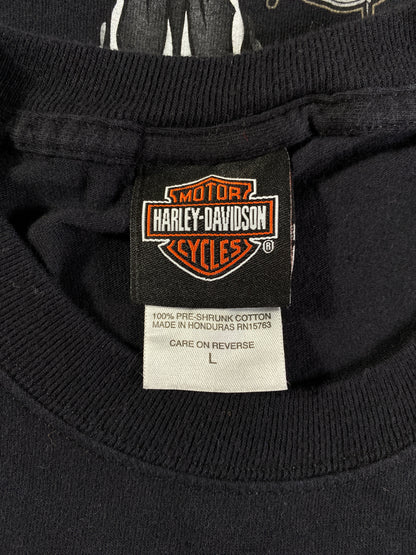 MOTOR
HARLEY-DAVIDSON
CYCLES ®
100% PRE-SHRUNK COTTON
MADE IN HONDURAS RN15763
CARE ON REVERSE
L